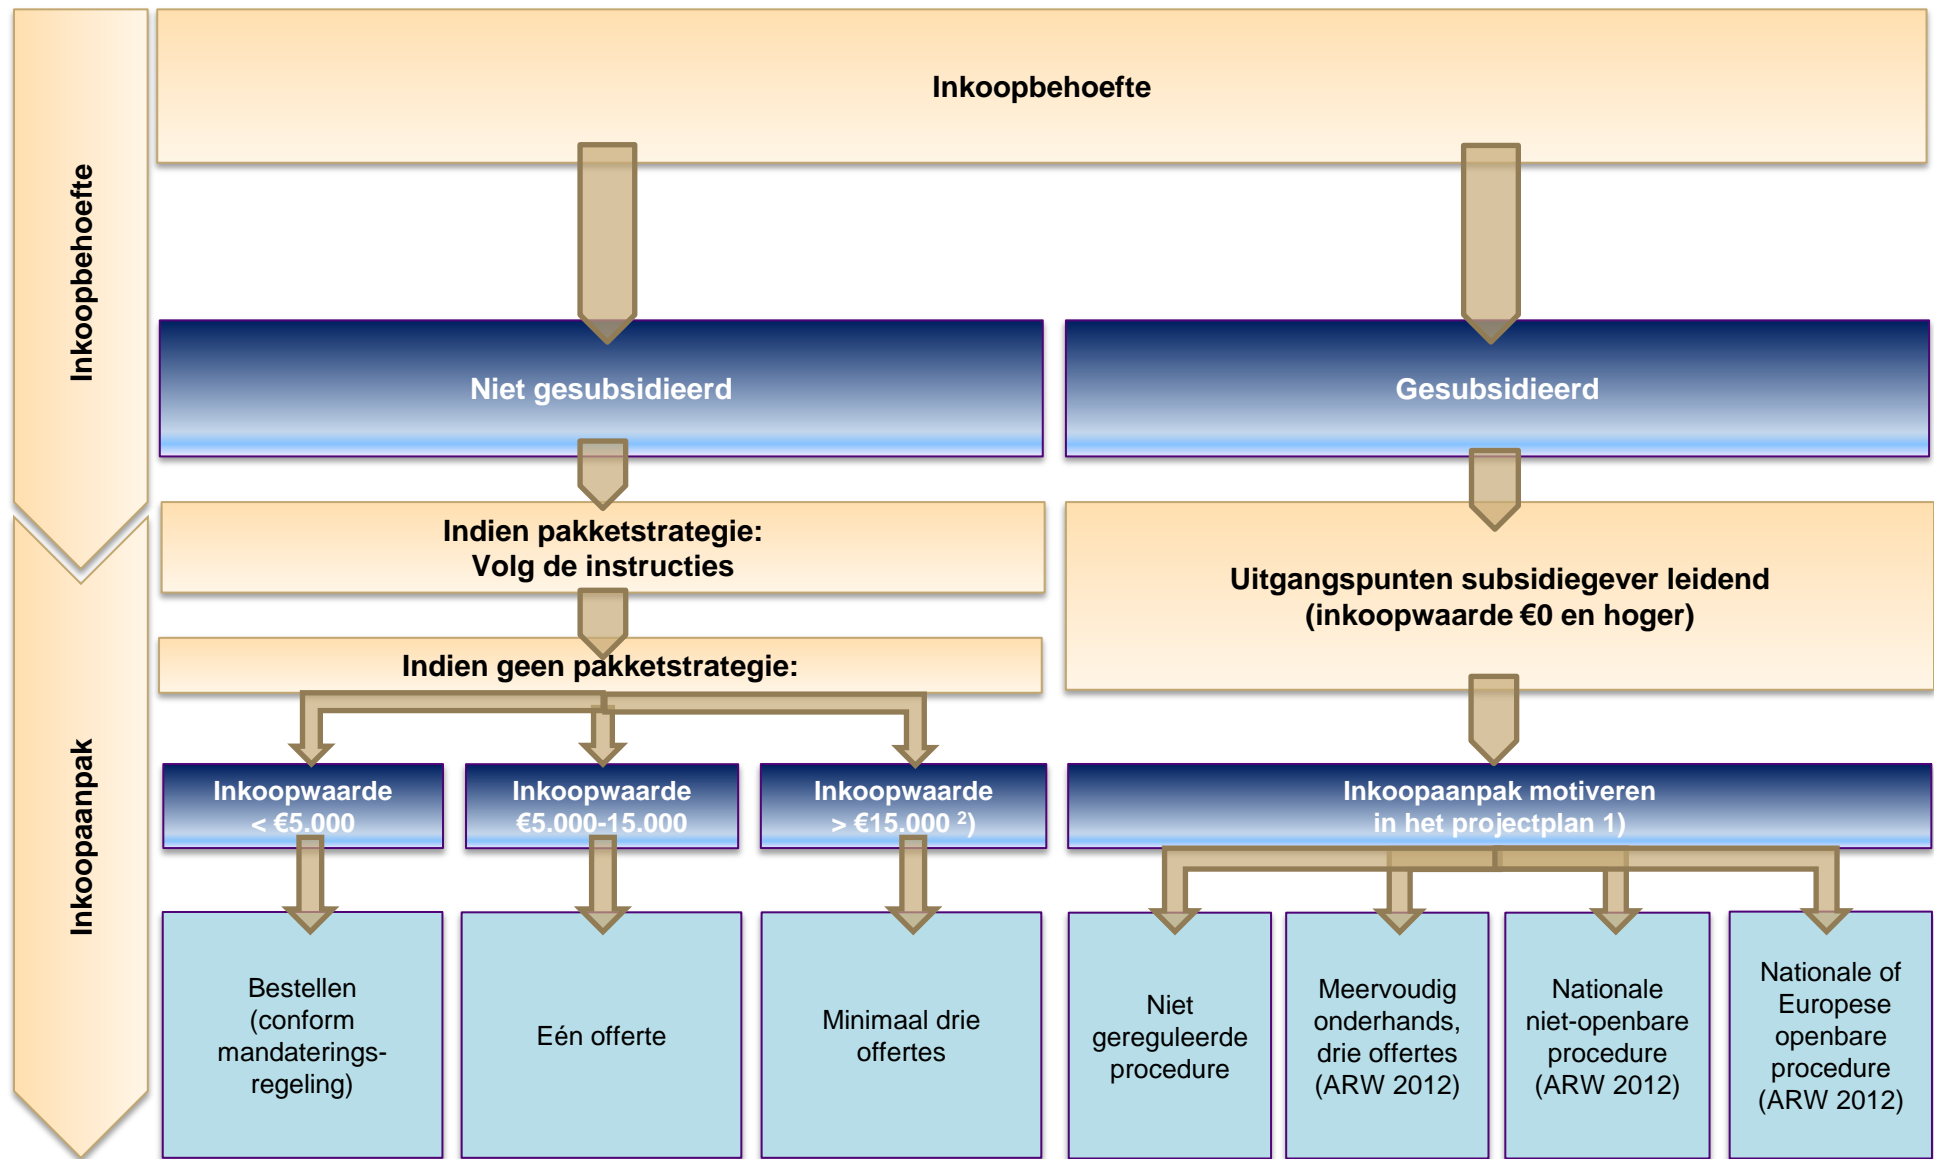 Inkoopbehoefte
Inkoopbehoefte
Niet gesubsidieerd
Gesubsidieerd
Indien pakketstrategie:
Volg de instructies
Uitgangspunten subsidiegever leidend
(inkoopwaarde €0 en hoger)
Indien geen pakketstrategie:
Inkoopaanpak
Inkoopwaarde
< €5.000
Inkoopwaarde
€5.000-15.000
Inkoopwaarde
> €15.000 ²)
Inkoopaanpak motiveren
in het projectplan 1)
Bestellen
(conform
mandaterings-
regeling)
Eén offerte
Minimaal drie
offertes
Niet
gereguleerde
procedure
Meervoudig
onderhands,
drie offertes
(ARW 2012)
Nationale
niet-openbare
procedure
(ARW 2012)
Nationale of
Europese
openbare
procedure
(ARW 2012)